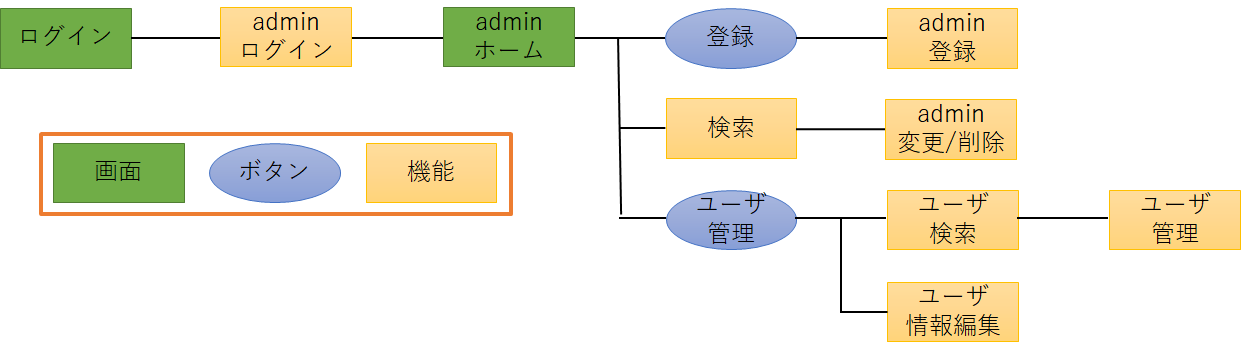 ログイン
admin
ログイン
admin
ホーム
登録
admin
登録
検索
admin
変更/削除
画面
ボタン
機能
ユーザ
管理
ユーザ
検索
ユーザ
管理
ユーザ
情報編集